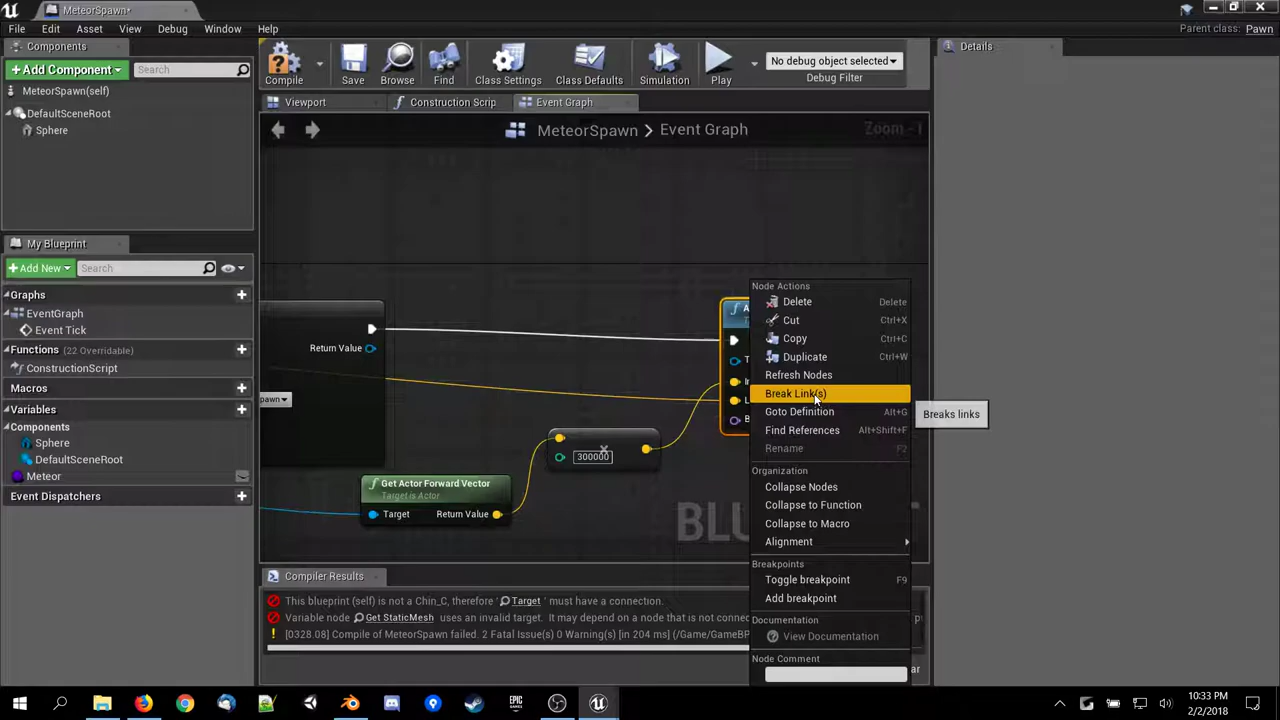 MeteorSpawn*
File Edit Asset View Debug Window Help
Parent class: Pawn
Components
Details
+Add Component
Search
MeteorSpawn(self)
DefaultSceneRoot
Sphere
Compile
Save
Browse
Find
Class Settings
Class Defaults
Simulation
Play
No debug object selected
Debug Filter
Viewport
Construction Scrip
Event Graph
MeteorSpawn > Event Graph
Zoom -1
My Blueprint
+Add New
Search
Graphs
EventGraph
Event Tick
Functions (22 Overridable)
ConstructionScript
Macros
Variables
Components
Sphere
DefaultSceneRoot
Meteor
Event Dispatchers
Return Value
pawn
300000
Get Actor Forward Vector
Target is Actor
Target
Return Value
Node Actions
Delete Delete
Cut Ctrl+X
Copy Ctrl+C
Duplicate Ctrl+W
Refresh Nodes
Break Link(s)
Breaks links
Goto Definition Alt+G
Find References Alt+Shift+F
Rename F2
Organization
Collapse Nodes
Collapse to Function
Collapse to Macro
Alignment
Breakpoints
Toggle breakpoint F9
Add breakpoint
Documentation
View Documentation
Node Comment
Compiler Results
This blueprint (self) is not a Chin_C, therefore ' Target ' must have a connection.
Variable node Get StaticMesh uses an invalid target. It may depend on a node that is not connec
[0328.08] Compile of MeteorSpawn failed. 2 Fatal Issue(s) 0 Warning(s) [in 204 ms] (/Game/GameBP
10:33 PM
2/2/2018